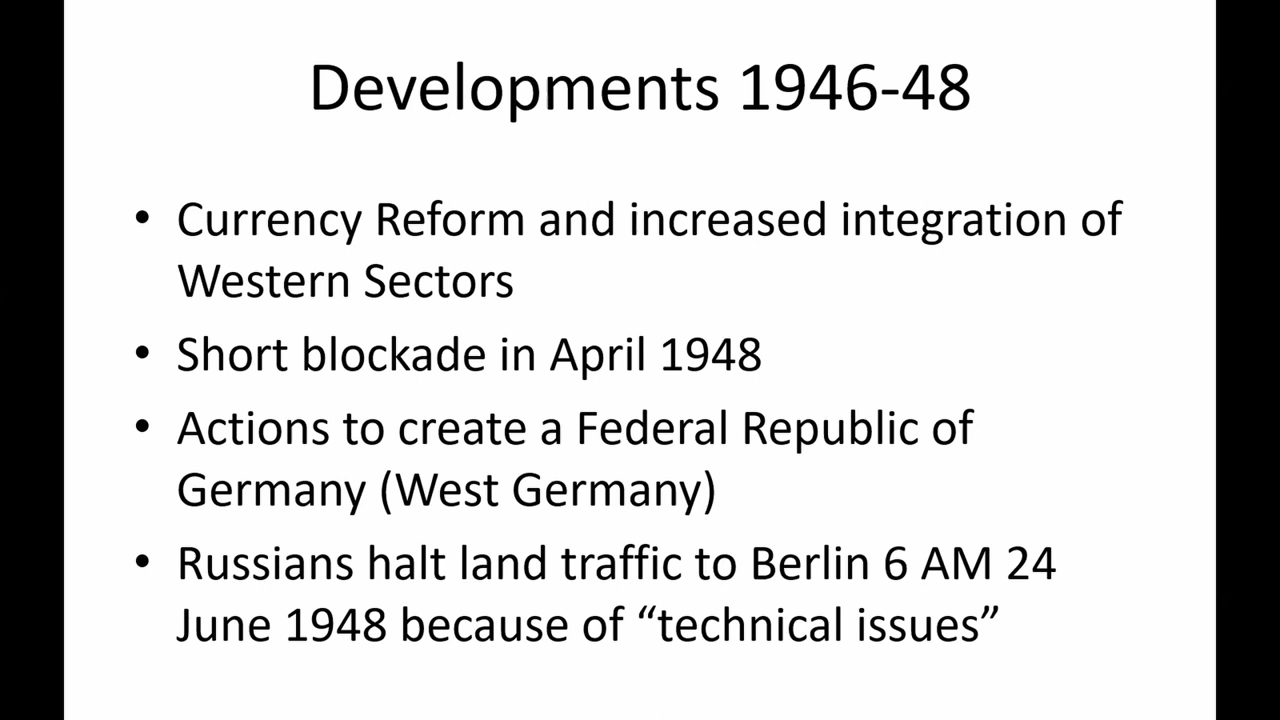 Developments 1946-48
• Currency Reform and increased integration of
Western Sectors
• Short blockade in April 1948
• Actions to create a Federal Republic of
Germany (West Germany)
• Russians halt land traffic to Berlin 6 AM 24
June 1948 because of “technical issues”